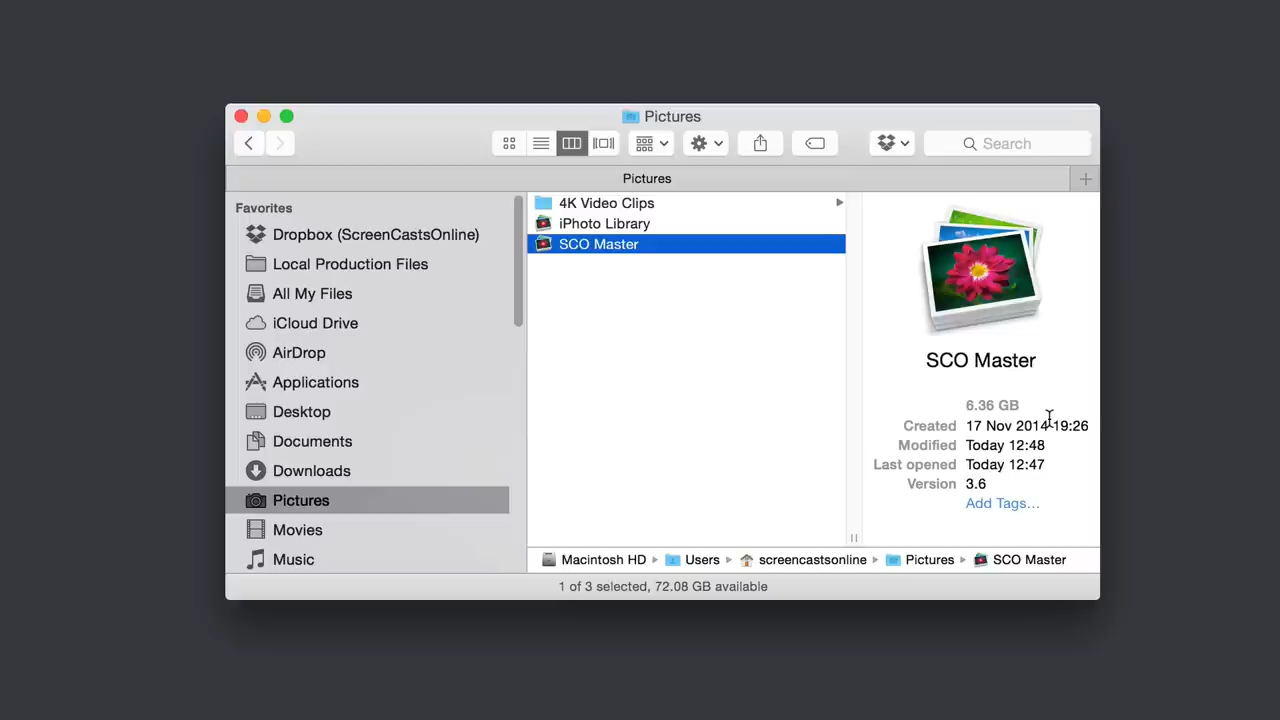 Pictures
Search
Pictures
Favorites
Dropbox (ScreenCastsOnline)
Local Production Files
All My Files
iCloud Drive
AirDrop
Applications
Desktop
Documents
Downloads
Pictures
Movies
Music
4K Video Clips
iPhoto Library
SCO Master
SCO Master
6.36 GB
Created 17 Nov 2014 19:26
Modified Today 12:48
Last opened Today 12:47
Version 3.6
Add Tags…
Macintosh HD Users screencastsonline Pictures SCO Master
1 of 3 selected, 72.08 GB available